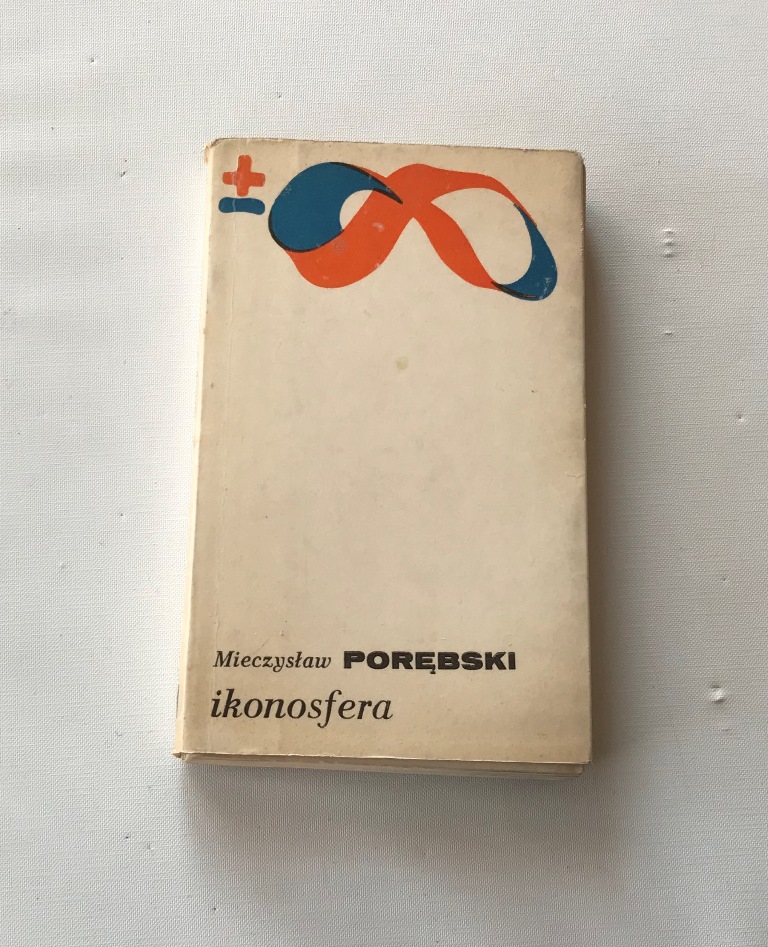 ±
Mieczysław PORĘBSKI
ikonosfera